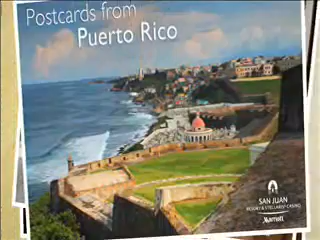 Postcards from
Puerto Rico
SAN JUAN
RESORT & STELLARIS® CASINO
Marriott